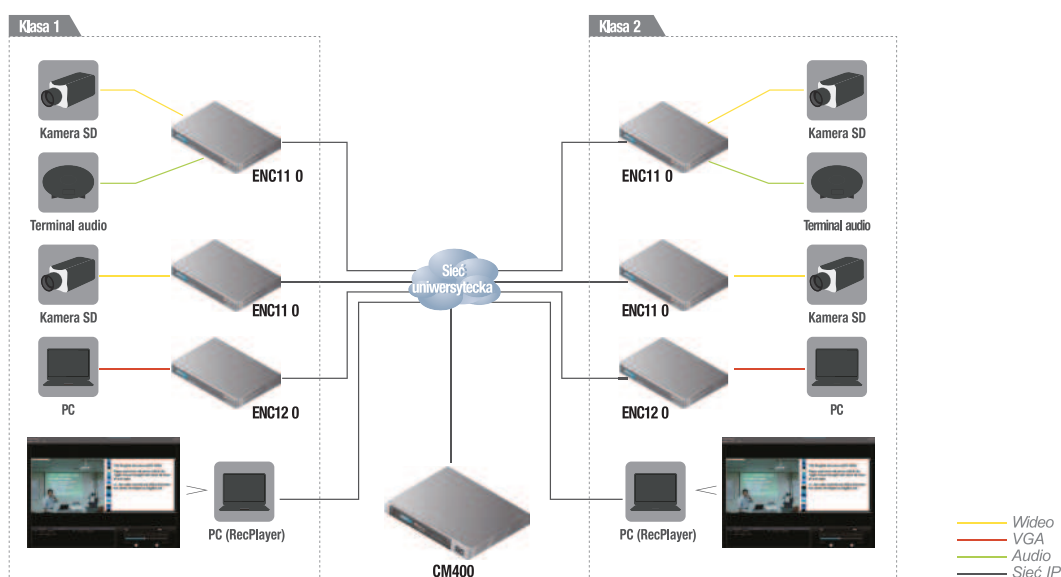 Klasa 1
Kamera SD
ENC11 0
Terminal audio
Kamera SD
ENC11 0
PC
ENC12 0
PC (RecPlayer)
Sieć
uniwersytecka
CM400
Klasa 2
Kamera SD
ENC11 0
Terminal audio
Kamera SD
ENC11 0
PC
ENC12 0
PC (RecPlayer)
Wideo
VGA
Audio
Sieć IP